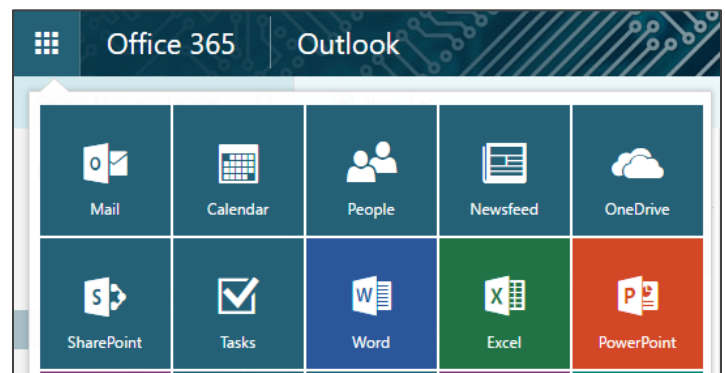 Office 365 Outlook
Mail Calendar People Newsfeed OneDrive
SharePoint Tasks Word Excel PowerPoint